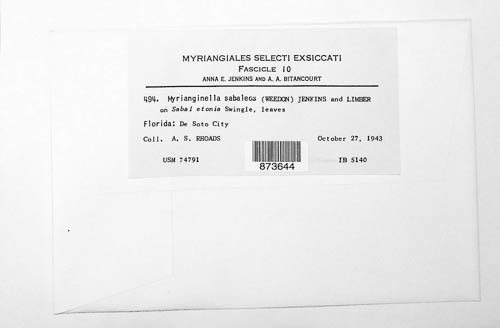 MYRIANGIALES SELECTI EXSICCATI
FASCICLE 10
ANNA E. JENKINS AND A. A. BITANCOURT
494. Myrianginella sabaleos (WEEDON) JENKINS and LIMBER
on Sabal etonia Swingle, leaves
Florida: De Soto City
Coll. A. S. RHOADS October 27, 1943
USM 74791 IB 5140
873644